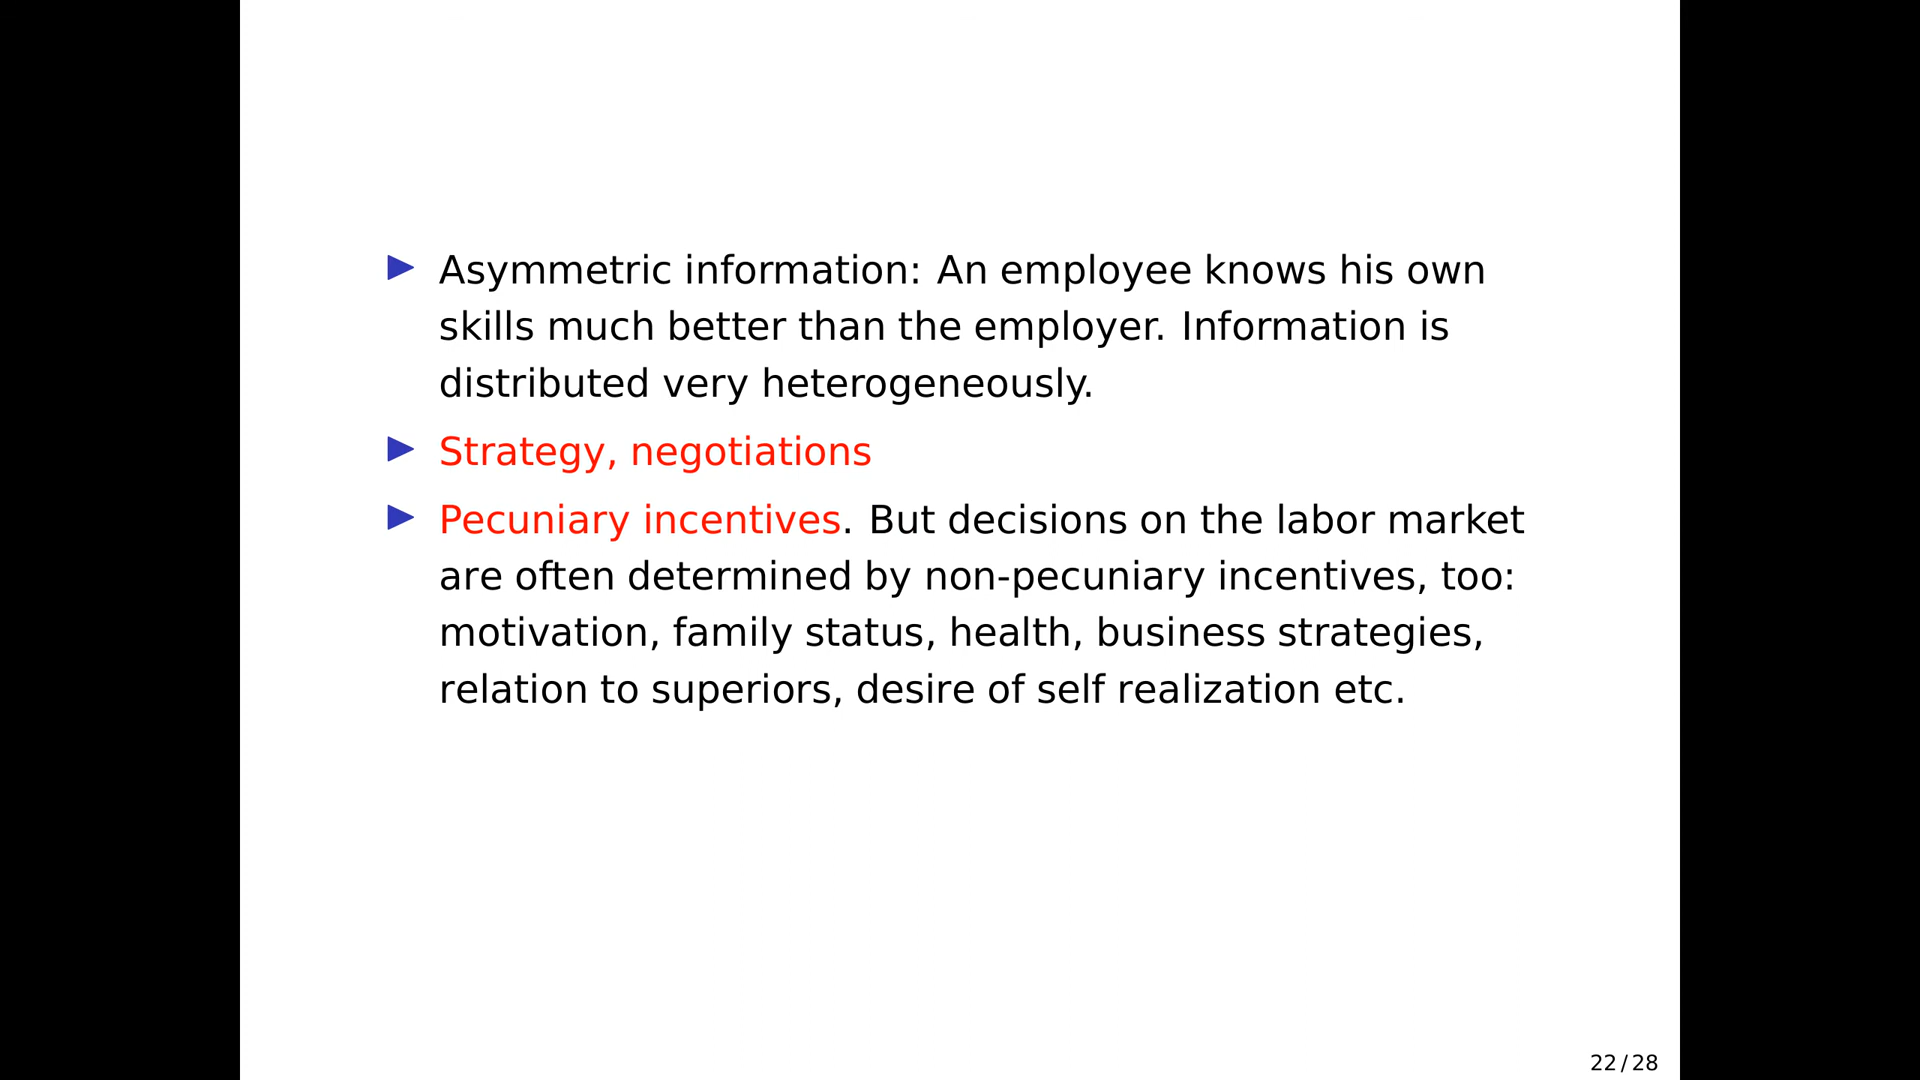 Asymmetric information: An employee knows his own
skills much better than the employer. Information is
distributed very heterogeneously.
Strategy, negotiations
Pecuniary incentives. But decisions on the labor market
are often determined by non-pecuniary incentives, too:
motivation, family status, health, business strategies,
relation to superiors, desire of self realization etc.
22 / 28